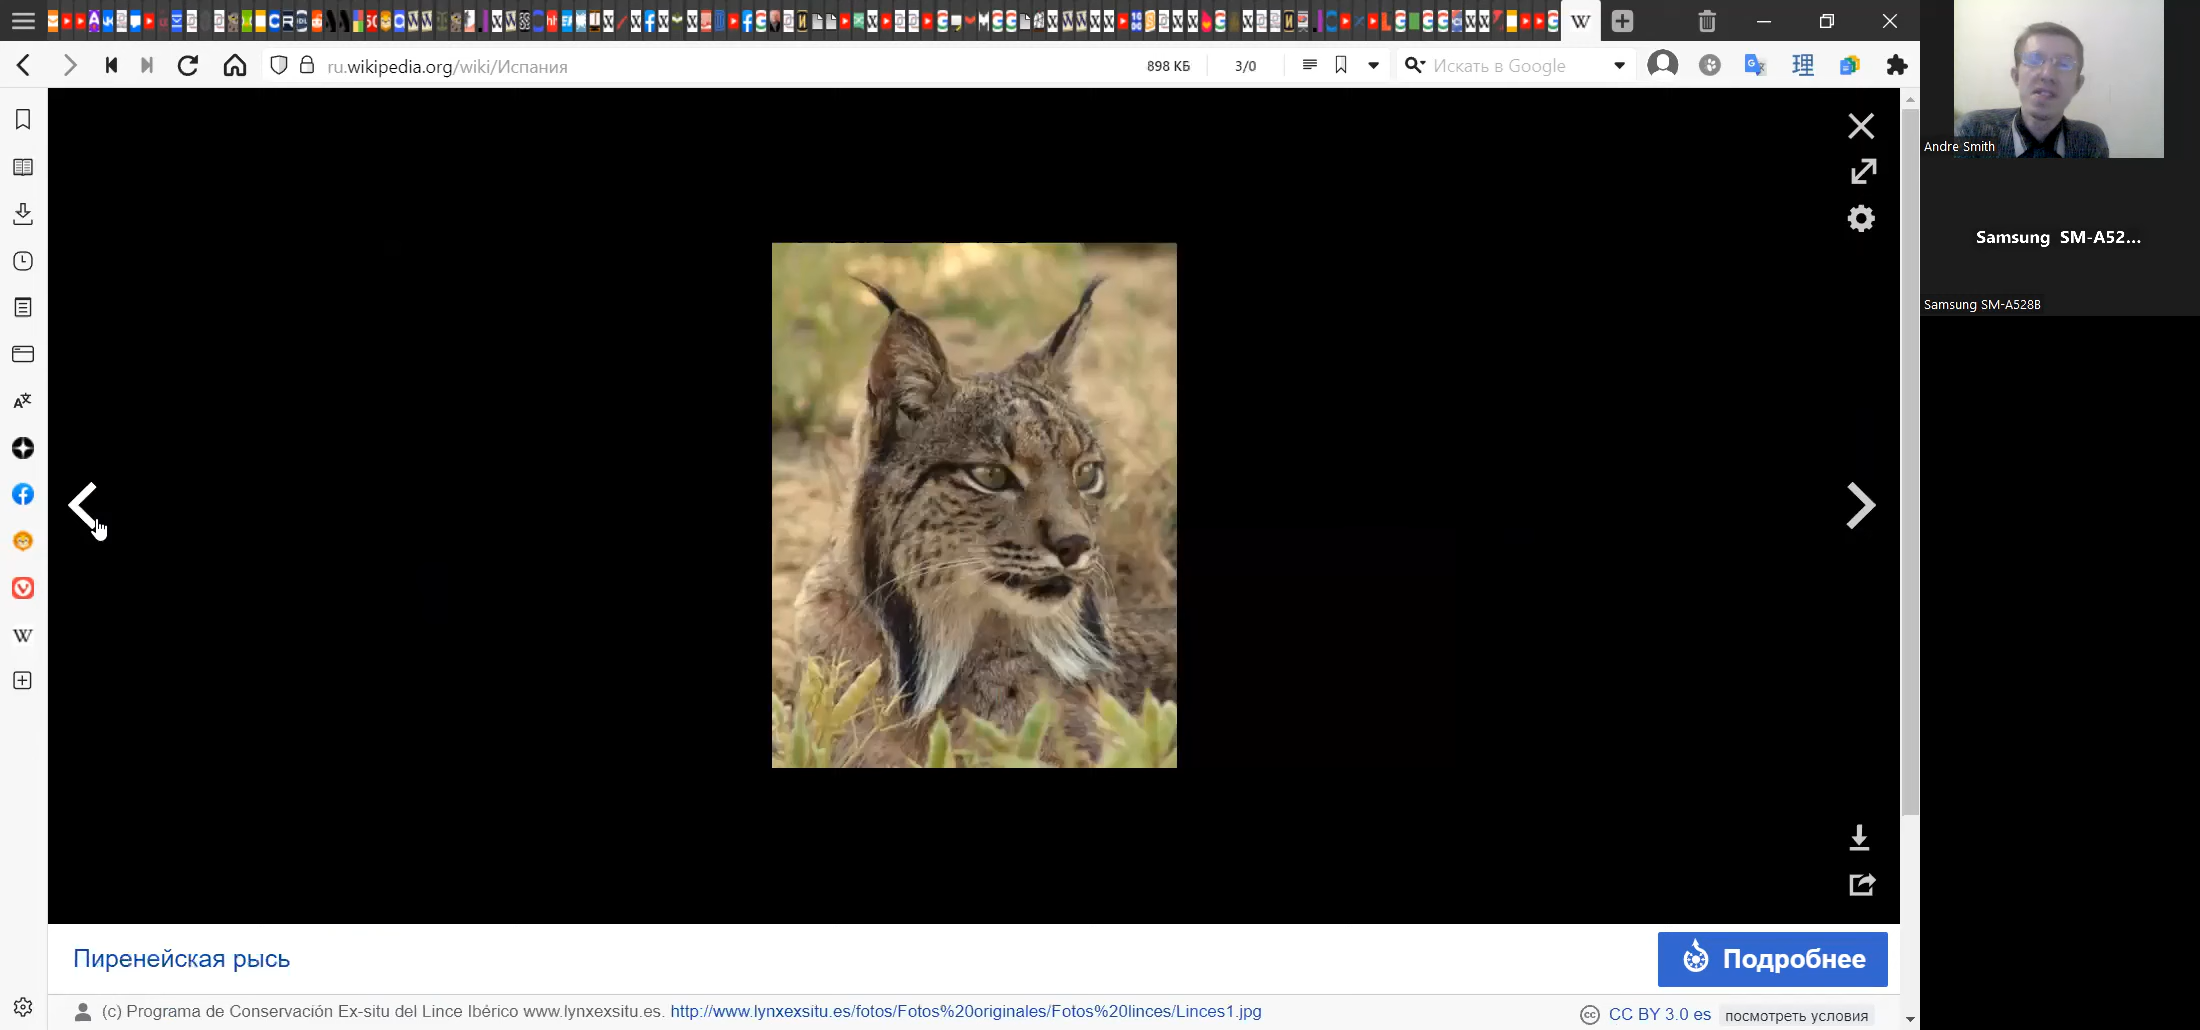 ru.wikipedia.org/wiki/Испания
898 КБ
3/0
Искать в Google
Andre Smith
Samsung SM-A52...
Samsung SM-A528B
Пиренейская рысь
Подробнее
(c) Programa de Conservación Ex-situ del Lince Ibérico www.lynxexsitu.es. http://www.lynxexsitu.es/fotos/Fotos%20originales/Fotos%20linces/Linces1.jpg
CC BY 3.0 es посмотреть условия